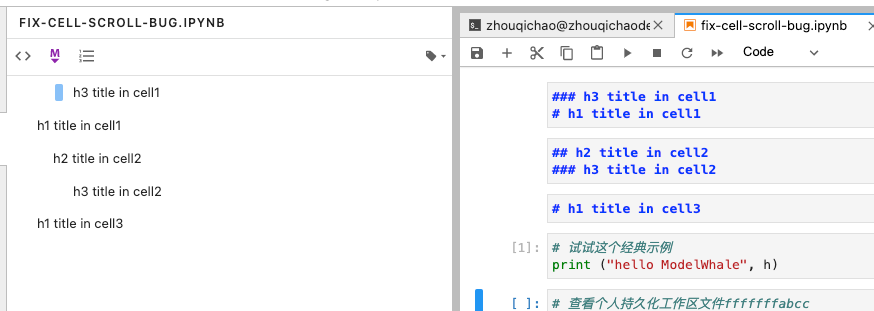 FIX-CELL-SCROLL-BUG.IPYNB
h3 title in cell1
h1 title in cell1
h2 title in cell2
h3 title in cell2
h1 title in cell3
zhouqichao@zhouqichaode
fix-cell-scroll-bug.ipynb
Code
### h3 title in cell1
# h1 title in cell1
## h2 title in cell2
### h3 title in cell2
# h1 title in cell3
[1]: # 试试这个经典示例
print ("hello ModelWhale", h)
[ ]: # 查看个人持久化工作区文件fffffffabcc